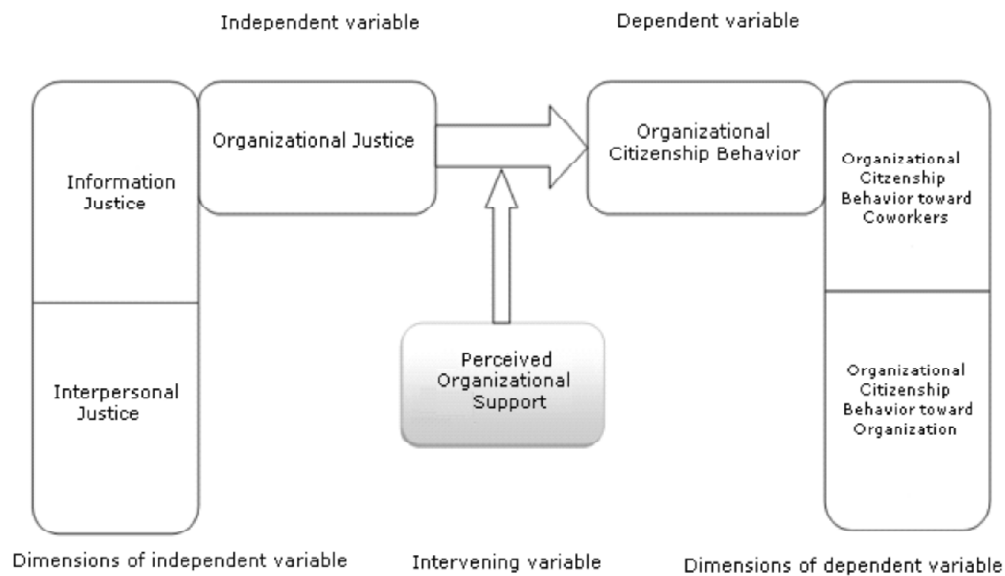 Independent variable
Dependent variable
Information
Justice
Organizational Justice
Organizational
Citizenship Behavior
Organizational
Citzenship
Behavior toward
Coworkers
Interpersonal
Justice
Perceived
Organizational
Support
Organizational
Citizenship
Behavior toward
Organization
Dimensions of independent variable
Intervening variable
Dimensions of dependent variable